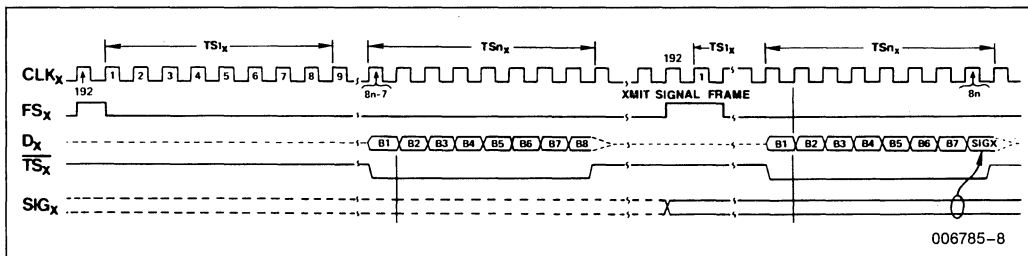 TS1x TSnx 192 TS1x TSnx
CLKx 1 2 3 4 5 6 7 8 9 1
192 8n-7 XMIT SIGNAL FRAME 8n
FSx
Dx B1 B2 B3 B4 B5 B6 B7 B8 B1 B2 B3 B4 B5 B6 B7 SIGX
TSx
SIGx
006785-8